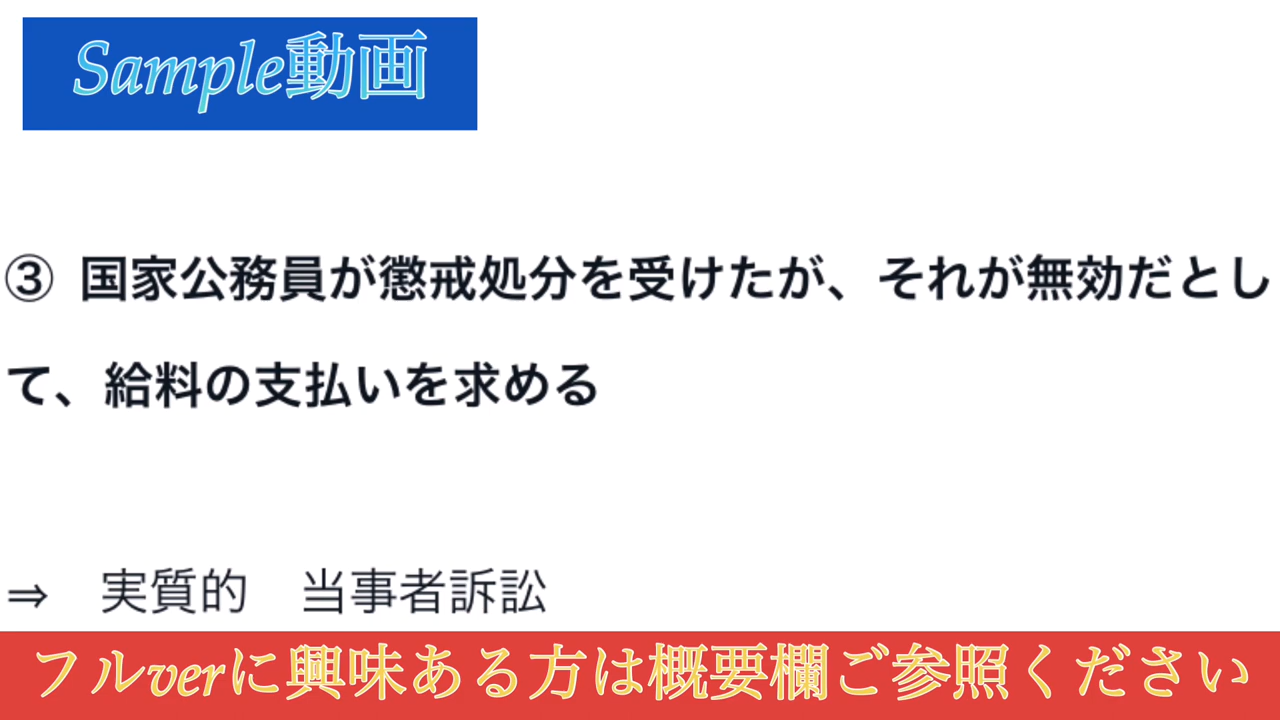 Sample動画
③ 国家公務員が懲戒処分を受けたが、それが無効だとし
て、給料の支払いを求める
⇒ 実質的 当事者訴訟
フルverに興味ある方は概要欄ご参照ください